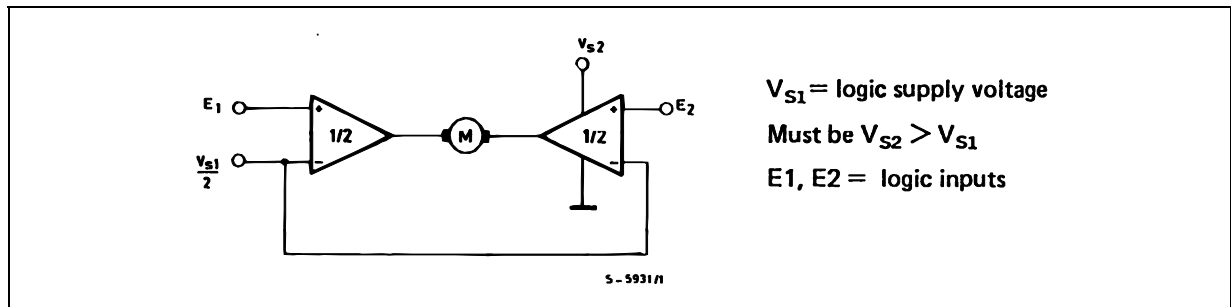 Vs2
E1
+
1/2
M
1/2
+
E2
Vs1
2
-
-
VS1 = logic supply voltage
Must be VS2 > VS1
E1, E2 = logic inputs
S-5931/1